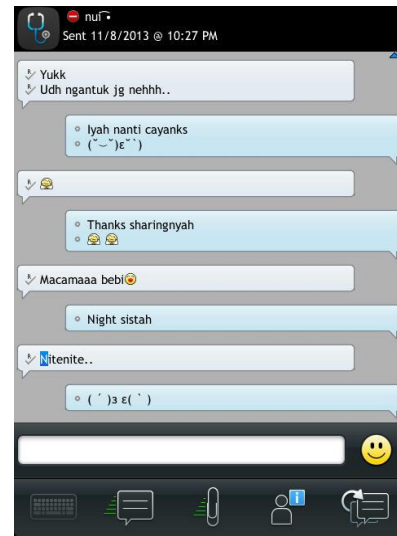 nuf
Sent 11/8/2013 @ 10:27 PM
Yukk
Udh ngantuk jg nehhh..
Iyah nanti cayanks
(˘⌣˘)ε˘`)
Thanks sharingnyah
Macamaaa bebi
Night sistah
Nitenite..
( ´ )з ε( ` )